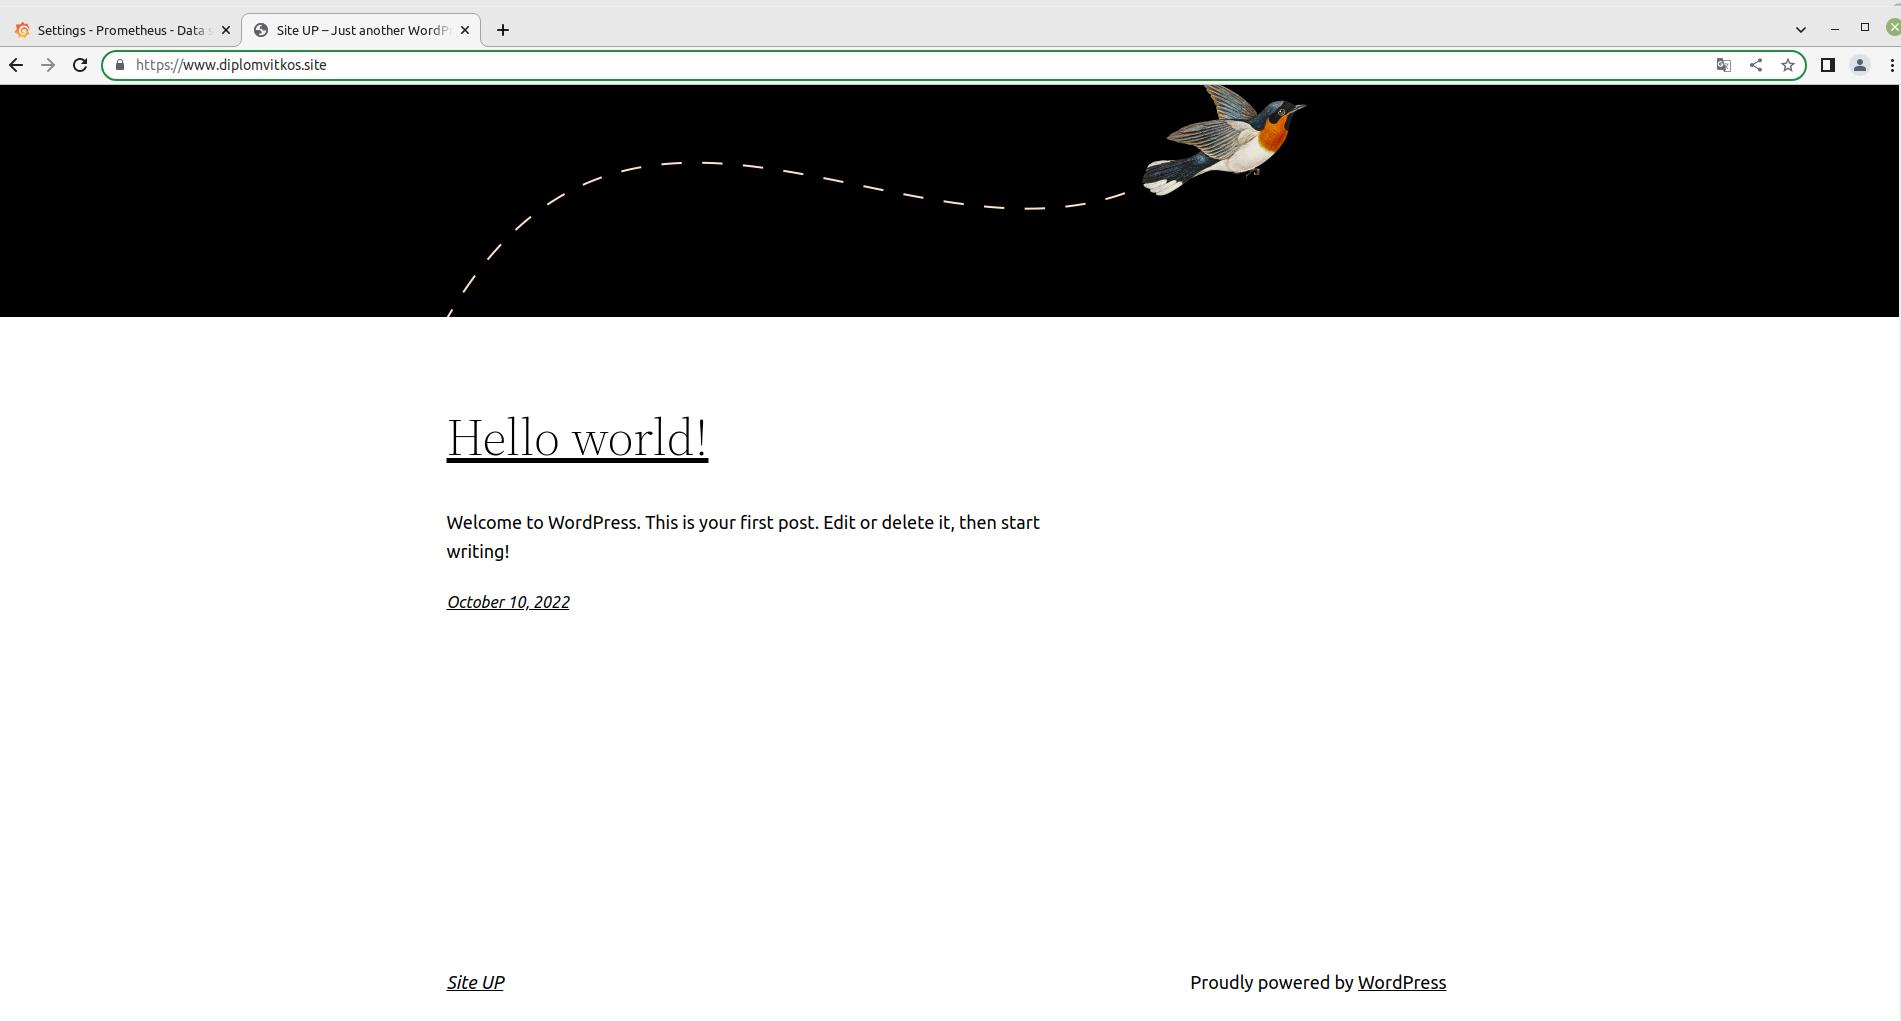 Settings - Prometheus - Data s
Site UP – Just another WordP
https://www.diplomvitkos.site
Hello world!
Welcome to WordPress. This is your first post. Edit or delete it, then start
writing!
October 10, 2022
Site UP
Proudly powered by WordPress